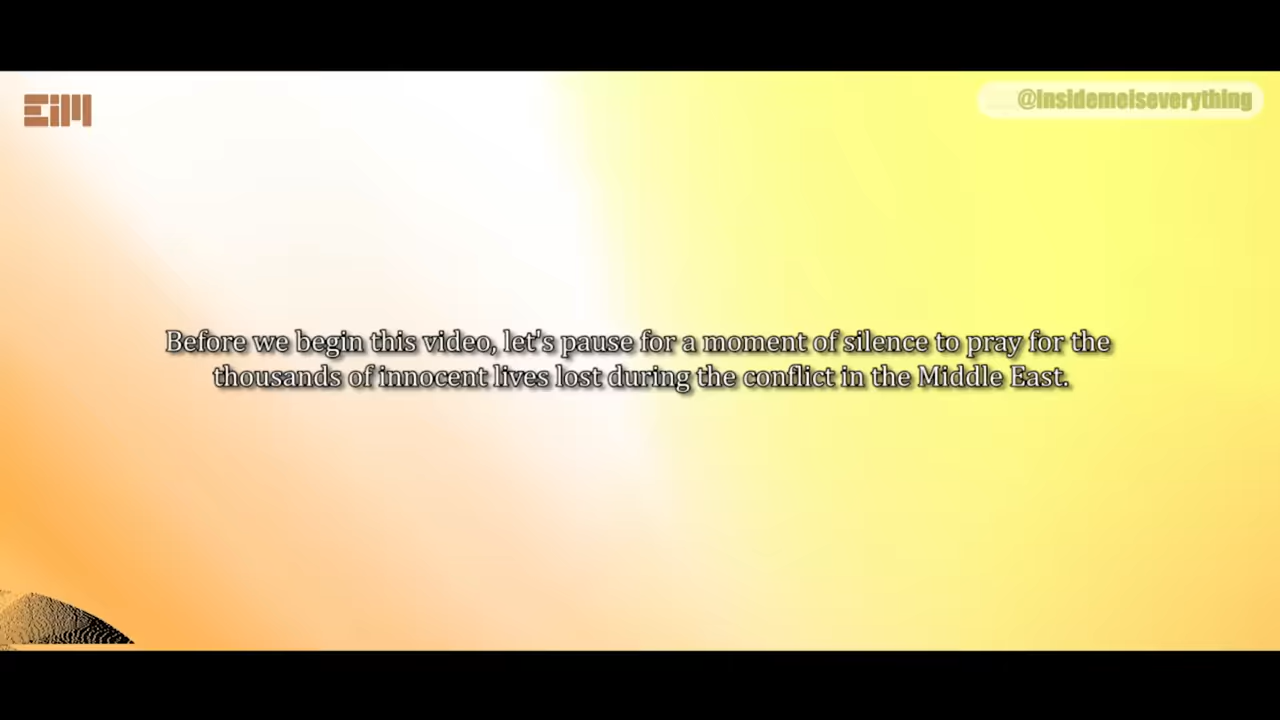 EiM
@insidemeiseverything
Before we begin this video, let's pause for a moment of silence to pray for the
thousands of innocent lives lost during the conflict in the Middle East.